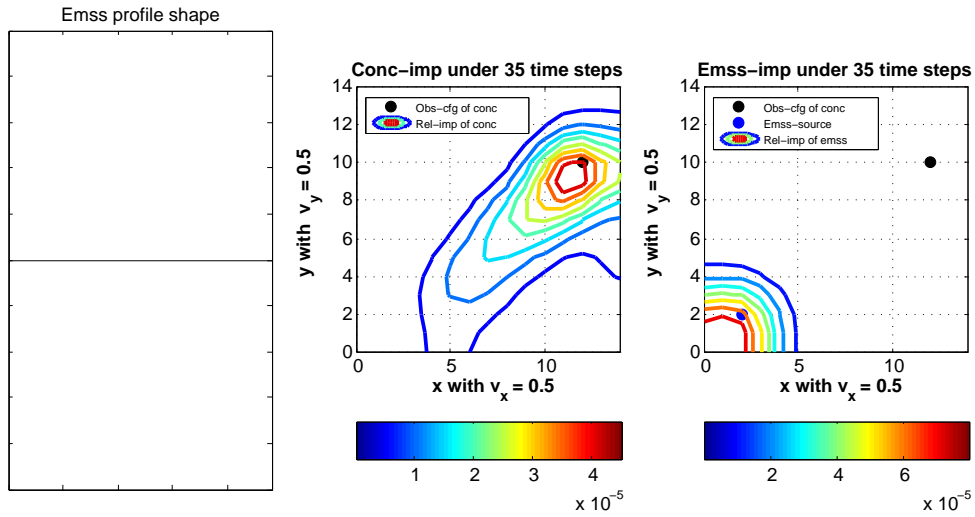 Emss profile shape
Conc-imp under 35 time steps
14
12
10
8
6
4
2
0
0
5
10
y with v_y = 0.5
x with v_x = 0.5
Obs-cfg of conc
Rel-imp of conc
1
2
3
4
x 10^-5
Emss-imp under 35 time steps
14
12
10
8
6
4
2
0
0
5
10
y with v_y = 0.5
x with v_x = 0.5
Obs-cfg of conc
Emss-source
Rel-imp of emss
2
4
6
x 10^-5